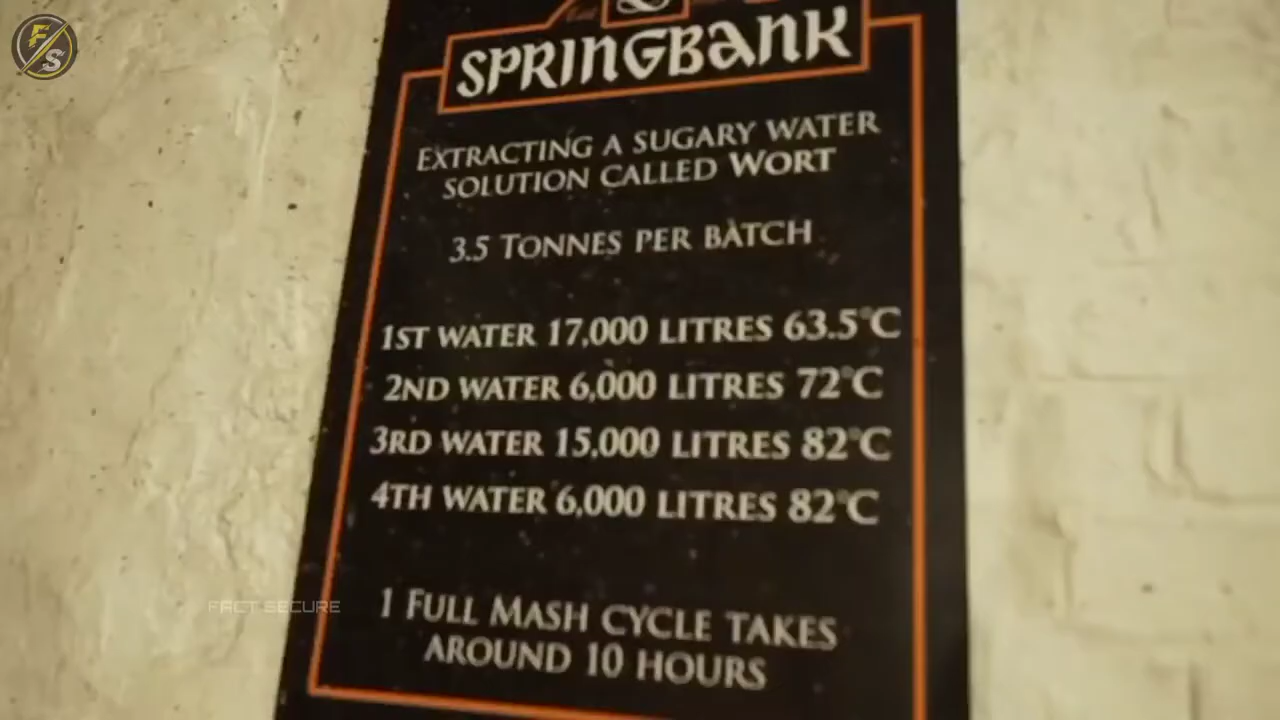 F/S
SPRINGBANK
EXTRACTING A SUGARY WATER
SOLUTION CALLED WORT
3.5 TONNES PER BATCH
1ST WATER 17,000 LITRES 63.5°C
2ND WATER 6,000 LITRES 72°C
3RD WATER 15,000 LITRES 82°C
4TH WATER 6,000 LITRES 82°C
FACT SECURE
1 FULL MASH CYCLE TAKES
AROUND 10 HOURS